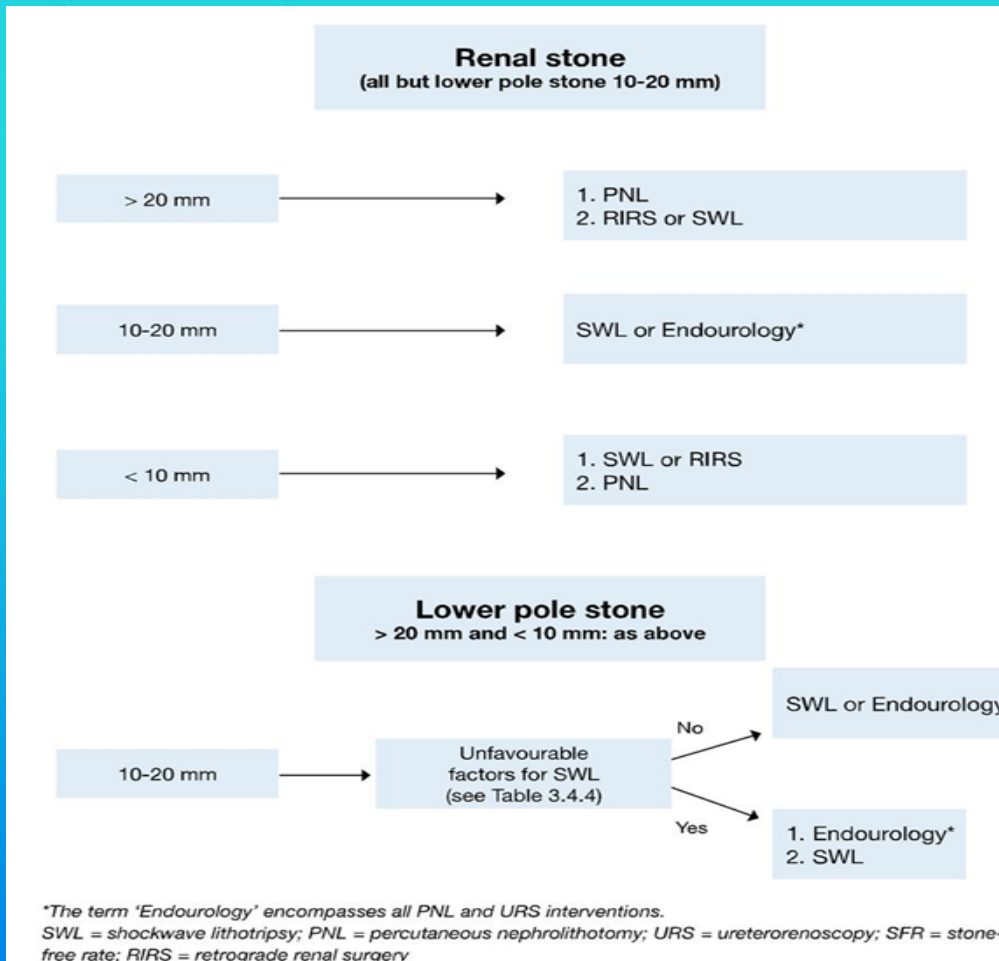 Renal stone
(all but lower pole stone 10-20 mm)
> 20 mm
1. PNL
2. RIRS or SWL
10-20 mm
SWL or Endourology*
< 10 mm
1. SWL or RIRS
2. PNL
Lower pole stone
> 20 mm and < 10 mm: as above
SWL or Endourology
No
10-20 mm
Unfavourable
factors for SWL
(see Table 3.4.4)
Yes
1. Endourology*
2. SWL
*The term ‘Endourology’ encompasses all PNL and URS interventions.
SWL = shockwave lithotripsy; PNL = percutaneous nephrolithotomy; URS = ureterorenoscopy; SFR = stone-
free rate; RIRS = retrograde renal surgery